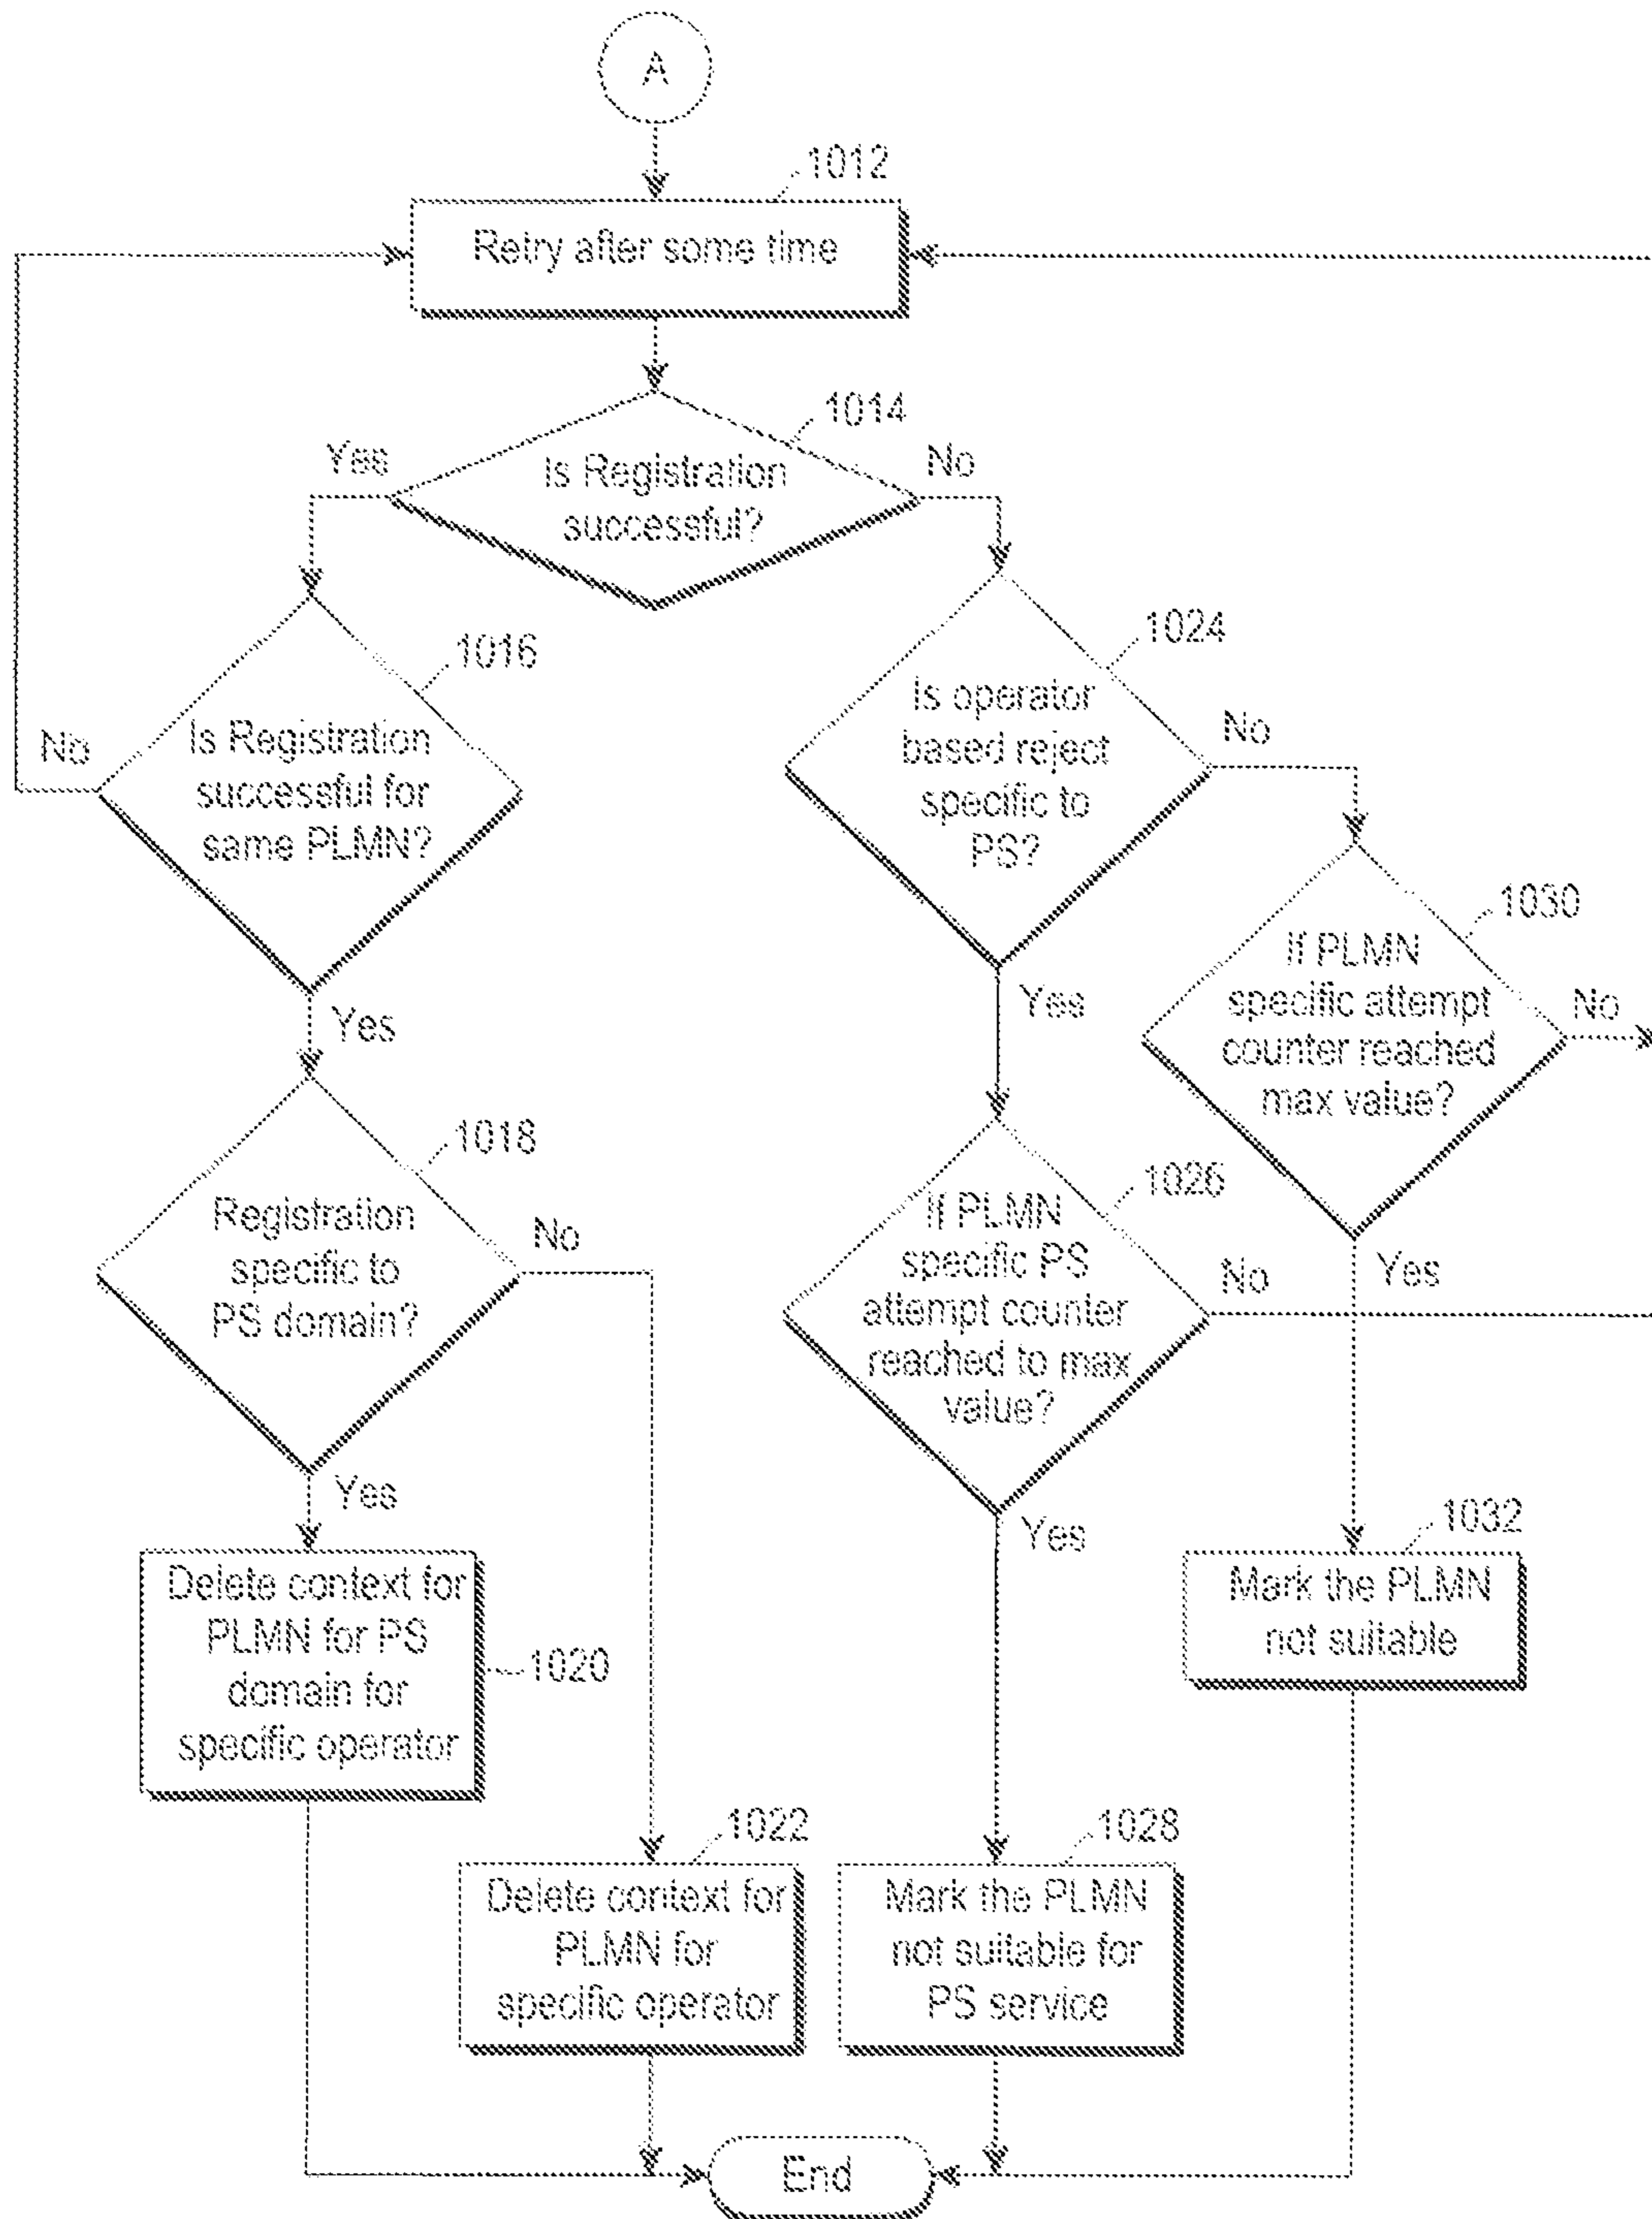 A
1012
Retry after some time
1014
Yes
No
Is Registration
successful?
1016
1024
Is Registration
successful for
same PLMN?
No
Is operator
based reject
specific to
PS?
No
1030
If PLMN
specific attempt
counter reached
max value?
No
Yes
Yes
Yes
1018
Registration
specific to
PS domain?
No
1026
If PLMN
specific PS
attempt counter
reached to max
value?
No
Yes
Yes
1032
Mark the PLMN
not suitable
Delete context for
PLMN for PS
domain for
specific operator
1020
1022
Delete context for
PLMN for
specific operator
1028
Mark the PLMN
not suitable for
PS service
End